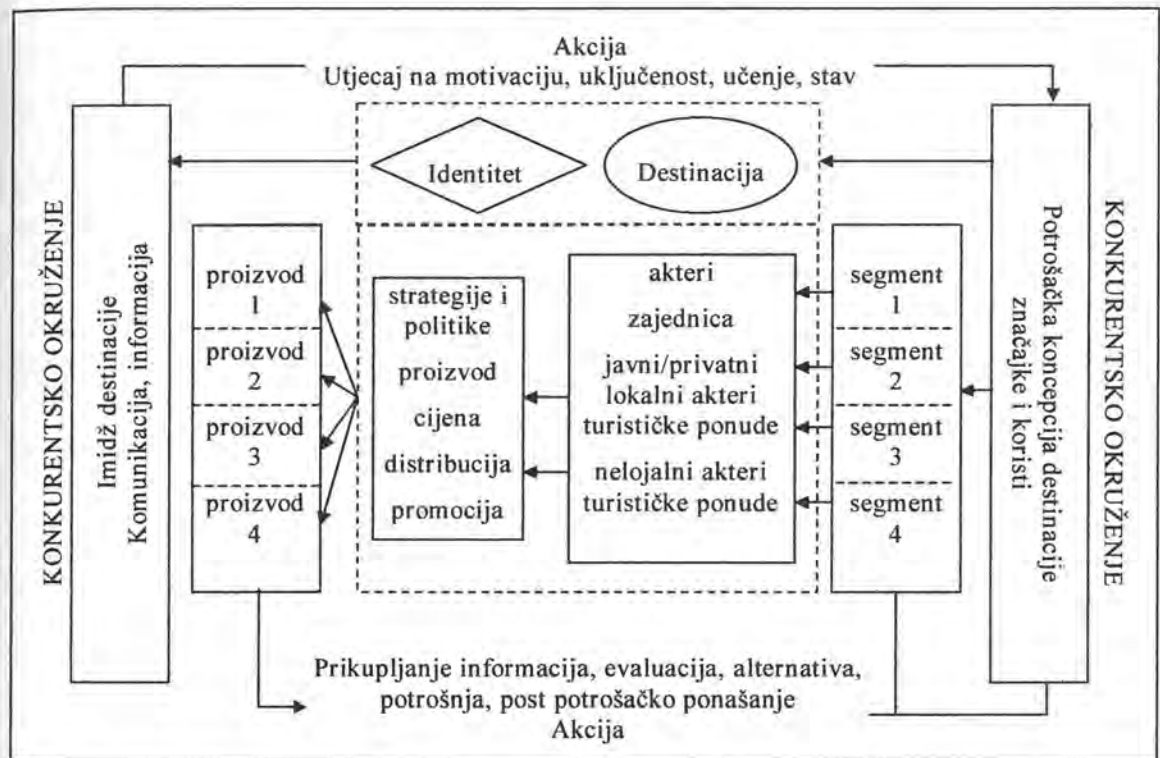 Akcija
Utjecaj na motivaciju, uključenost, učenje, stav
KONKURENTSKO OKRUŽENJE
Imidž destinacije
Komunikacija, informacija
Identitet
Destinacija
proizvod
1
proizvod
2
proizvod
3
proizvod
4
strategije i
politike
proizvod
cijena
distribucija
promocija
akteri
zajednica
javni/privatni
lokalni akteri
turističke ponude
nelojalni akteri
turističke ponude
segment
1
segment
2
segment
3
segment
4
Potrošačka koncepcija destinacije
značajke i koristi
KONKURENTSKO OKRUŽENJE
Prikupljanje informacija, evaluacija, alternativa,
potrošnja, post potrošačko ponašanje
Akcija